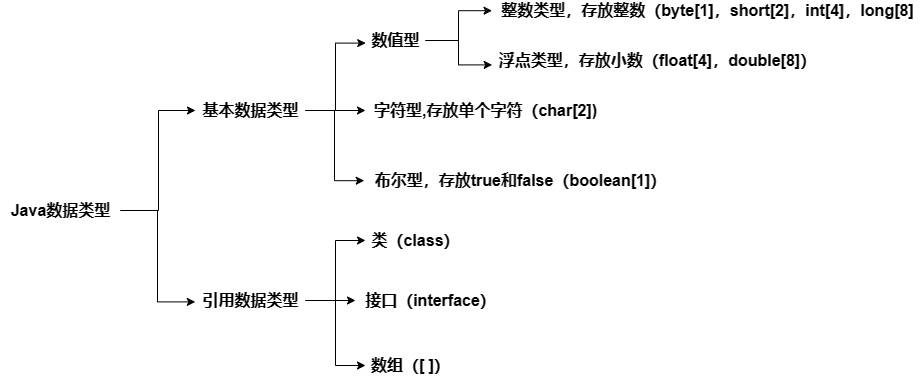 整数类型，存放整数（byte[1]，short[2]，int[4]，long[8]
数值型
浮点类型，存放小数（float[4]，double[8]）
基本数据类型
字符型,存放单个字符（char[2]）
布尔型，存放true和false（boolean[1]）
Java数据类型
类（class）
引用数据类型
接口（interface）
数组（[ ]）